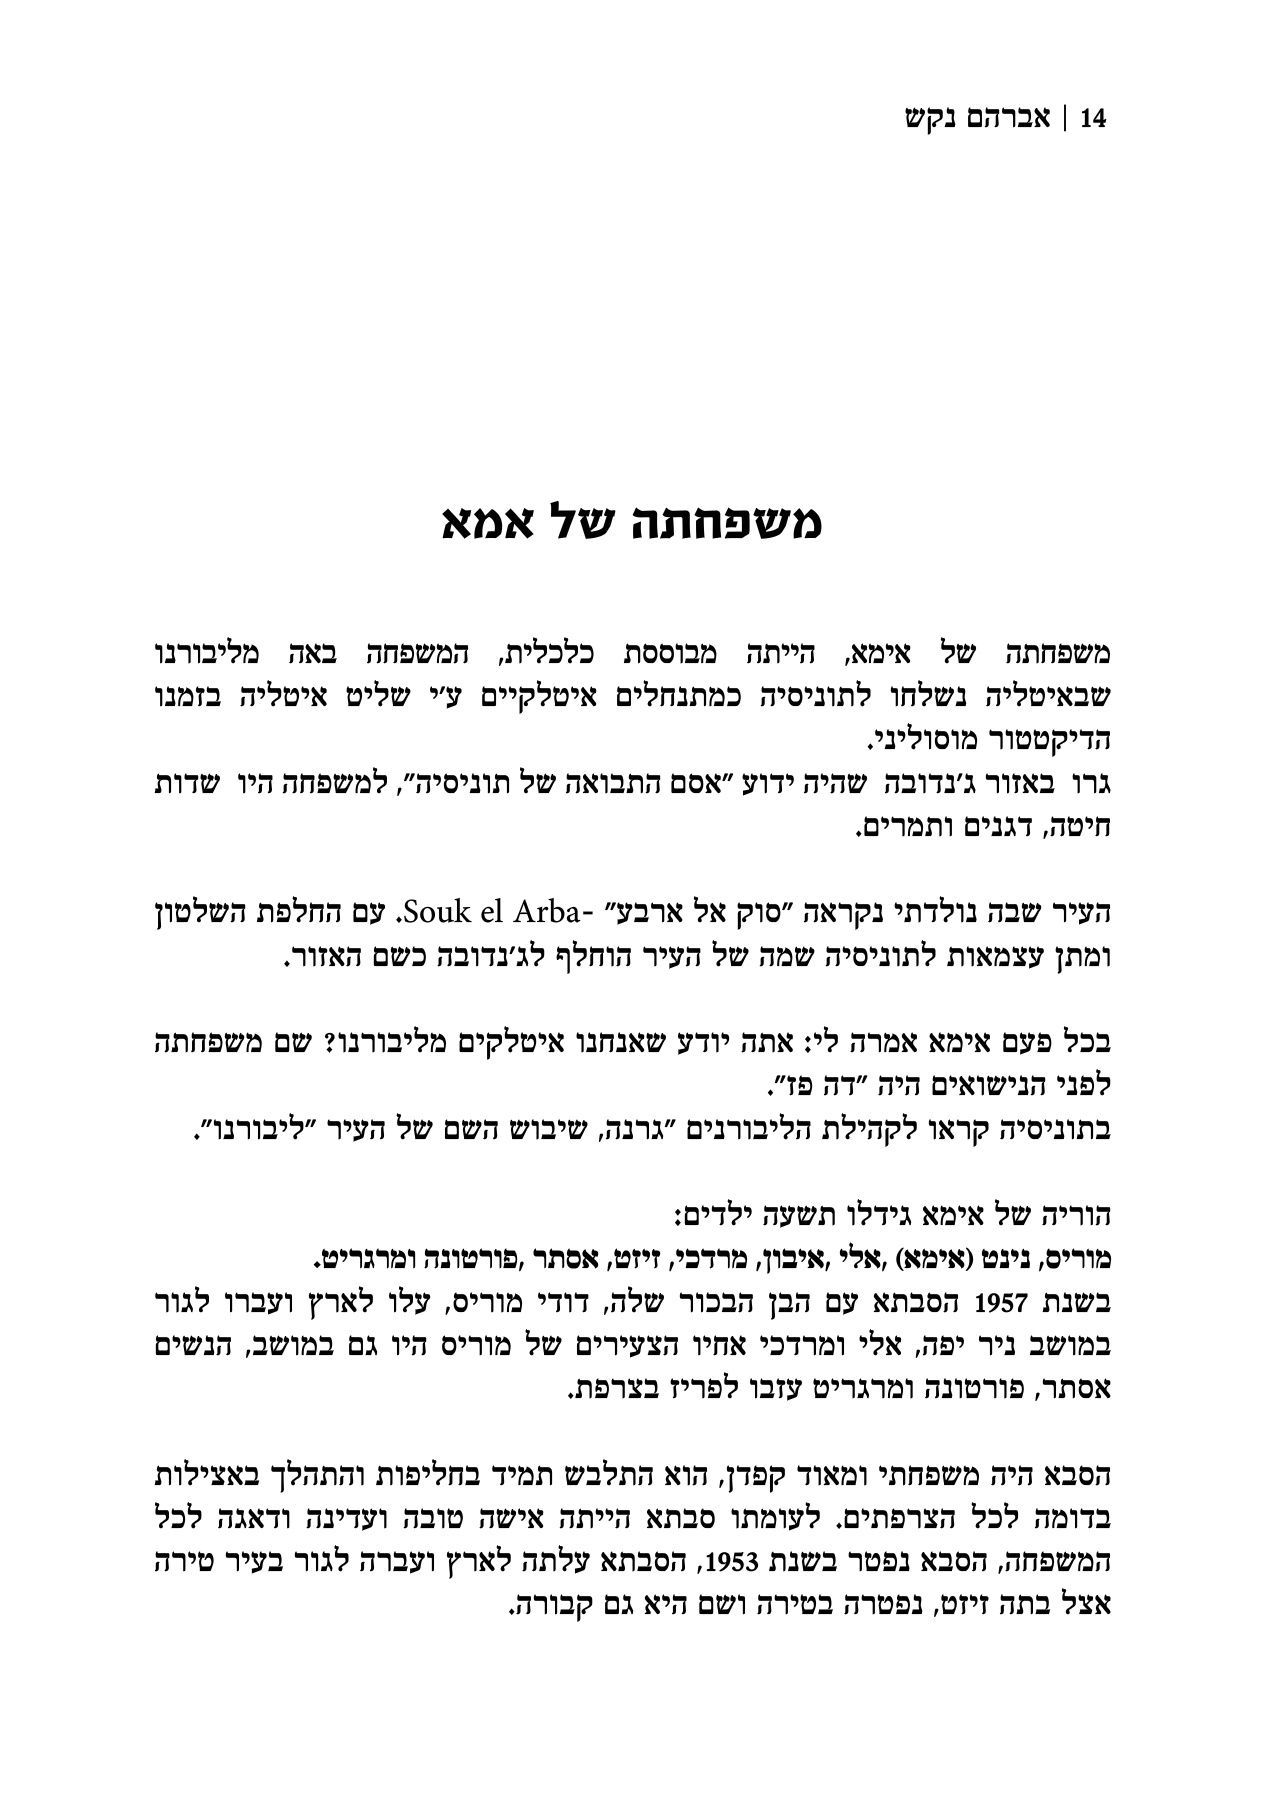 14 | אברהם נקש
משפחתה של אמא
משפחתה של אימא, הייתה מבוססת כלכלית, המשפחה באה מליבורנו
שבאיטליה נשלחו לתוניסיה כמתנחלים איטלקיים ע״י שליט איטליה בזמנו
הדיקטטור מוסוליני.
גרו באזור ג׳נדובה שהיה ידוע ״אסם התבואה של תוניסיה״, למשפחה היו שדות
חיטה, דגנים ותמרים.
העיר שבה נולדתי נקראה ״סוק אל ארבע״ -Souk el Arba. עם החלפת השלטון
ומתן עצמאות לתוניסיה שמה של העיר הוחלף לג׳נדובה כשם האזור.
בכל פעם אימא אמרה לי: אתה יודע שאנחנו איטלקים מליבורנו? שם משפחתה
לפני הנישואים היה ״דה פז״.
בתוניסיה קראו לקהילת הליבורנים ״גרנה, שיבוש השם של העיר ״ליבורנו״.
הוריה של אימא גידלו תשעה ילדים:
מוריס, נינט (אימא) ,אלי ,איבון, מרדכי, זיזט, אסתר ,פורטונה ומרגריט.
בשנת 1957 הסבתא עם הבן הבכור שלה, דודי מוריס, עלו לארץ ועברו לגור
במושב ניר יפה, אלי ומרדכי אחיו הצעירים של מוריס היו גם במושב, הנשים
אסתר, פורטונה ומרגריט עזבו לפריז בצרפת.
הסבא היה משפחתי ומאוד קפדן, הוא התלבש תמיד בחליפות והתהלך באצילות
בדומה לכל הצרפתים. לעומתו סבתא הייתה אישה טובה ועדינה ודאגה לכל
המשפחה, הסבא נפטר בשנת 1953, הסבתא עלתה לארץ ועברה לגור בעיר טירה
אצל בתה זיזט, נפטרה בטירה ושם היא גם קבורה.